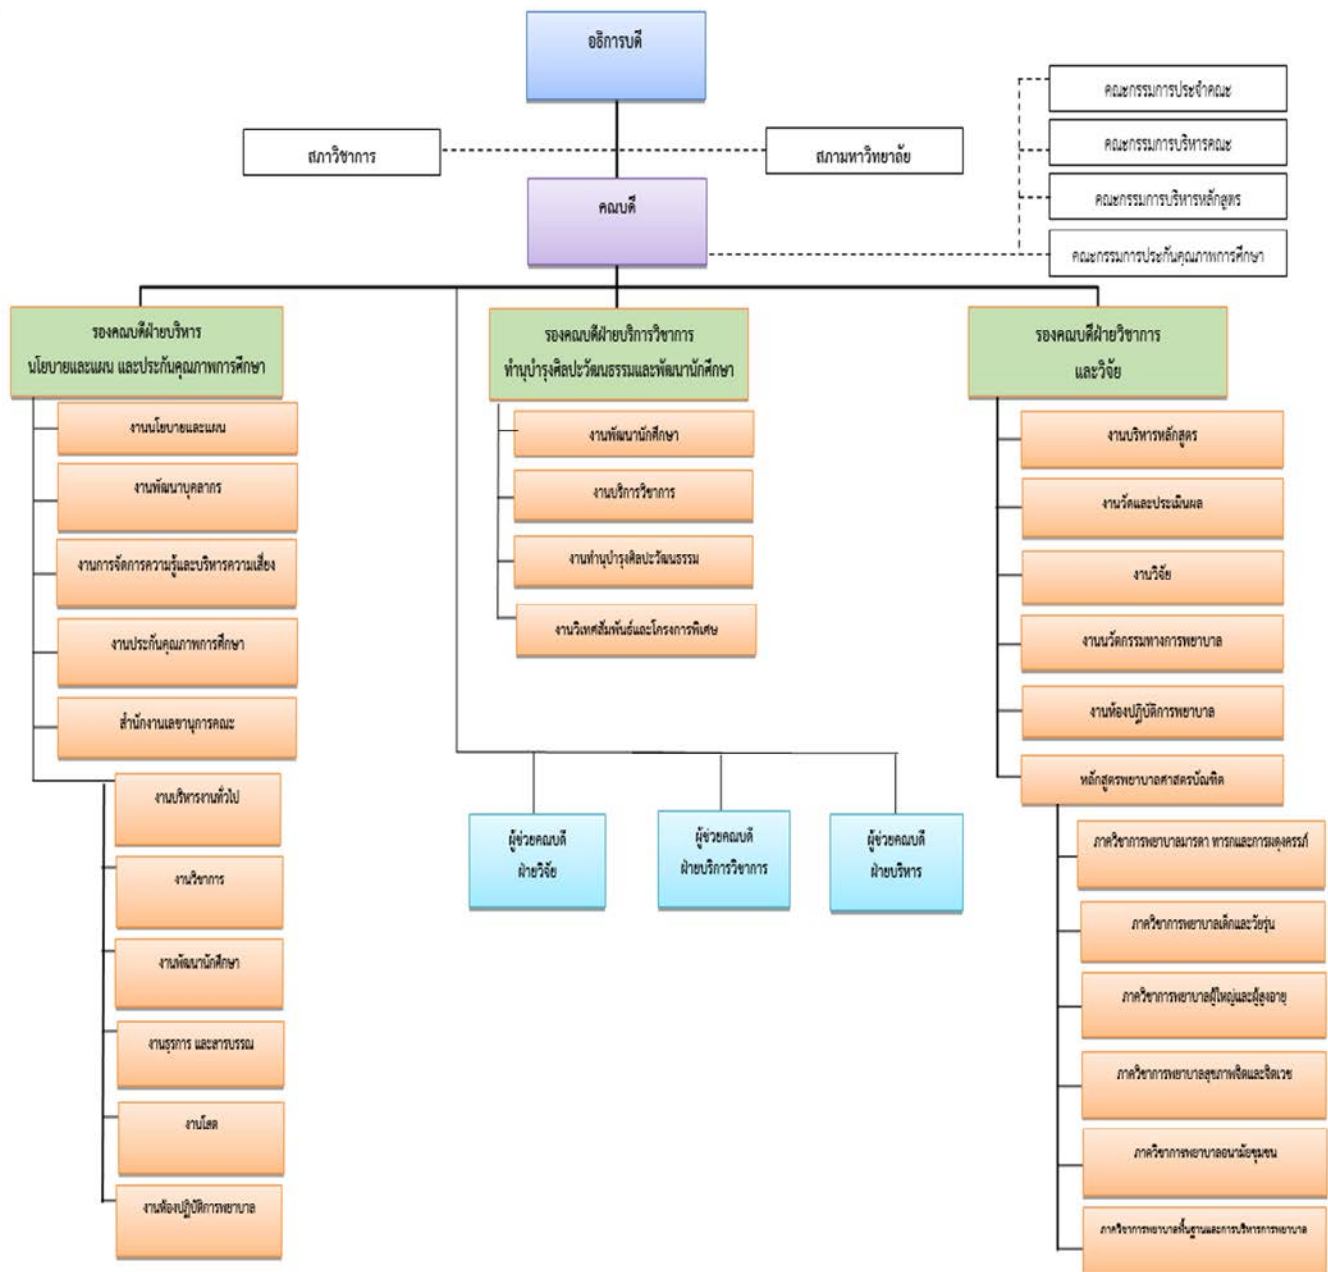 อธิการบดี
สภาวิชาการ
สภามหาวิทยาลัย
คณบดี
คณะกรรมการประจำคณะ
คณะกรรมการบริหารคณะ
คณะกรรมการบริหารหลักสูตร
คณะกรรมการประกันคุณภาพการศึกษา
รองคณบดีฝ่ายบริหาร
นโยบายและแผน และประกันคุณภาพการศึกษา
งานนโยบายและแผน
งานพัฒนาบุคลากร
งานการจัดการความรู้และบริหารความเสี่ยง
งานประกันคุณภาพการศึกษา
สำนักงานเลขานุการคณะ
งานบริหารงานทั่วไป
งานวิชาการ
งานพัฒนานักศึกษา
งานธุรการ และสารบรรณ
งานโสต
งานห้องปฏิบัติการพยาบาล
รองคณบดีฝ่ายบริการวิชาการ
ทำนุบำรุงศิลปะวัฒนธรรมและพัฒนานักศึกษา
งานพัฒนานักศึกษา
งานบริการวิชาการ
งานทำนุบำรุงศิลปะวัฒนธรรม
งานวิเทศสัมพันธ์และโครงการพิเศษ
ผู้ช่วยคณบดี
ฝ่ายวิจัย
ผู้ช่วยคณบดี
ฝ่ายบริการวิชาการ
ผู้ช่วยคณบดี
ฝ่ายบริหาร
รองคณบดีฝ่ายวิชาการ
และวิจัย
งานบริหารหลักสูตร
งานวัดและประเมินผล
งานวิจัย
งานนวัตกรรมทางการพยาบาล
งานห้องปฏิบัติการพยาบาล
หลักสูตรพยาบาลศาสตรบัณฑิต
ภาควิชาการพยาบาลมารดา ทารกและการผดุงครรภ์
ภาควิชาการพยาบาลเด็กและวัยรุ่น
ภาควิชาการพยาบาลผู้ใหญ่และผู้สูงอายุ
ภาควิชาการพยาบาลสุขภาพจิตและจิตเวช
ภาควิชาการพยาบาลอนามัยชุมชน
ภาควิชาการพยาบาลพื้นฐานและการบริหารการพยาบาล